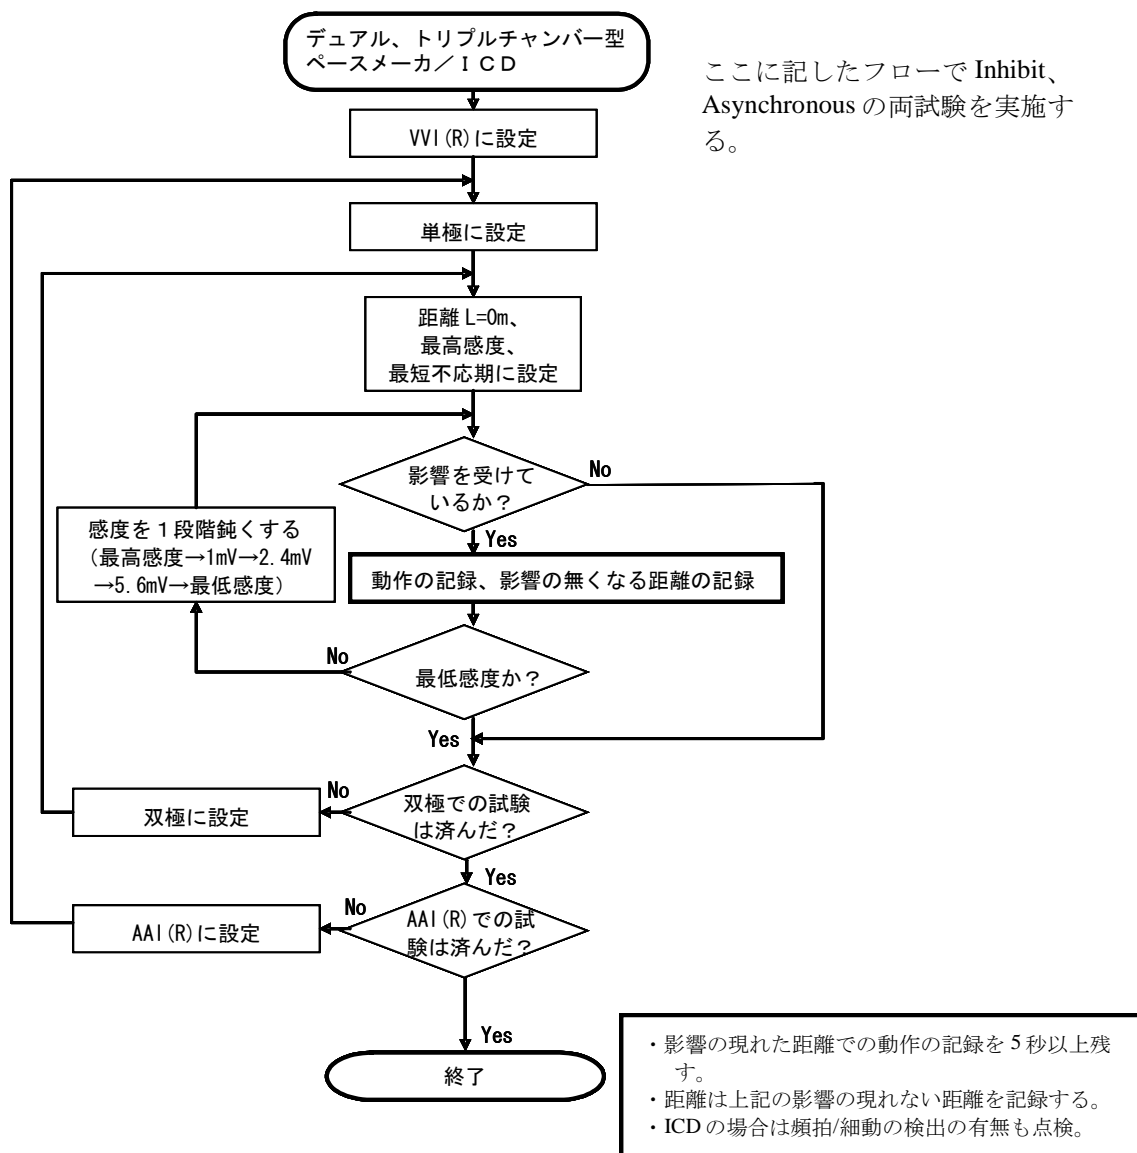 デュアル、トリプルチャンバー型
ペースメーカ／ＩＣＤ
ここに記したフローで Inhibit、
Asynchronous の両試験を実施す
る。
VVI(R)に設定
単極に設定
距離 L=0m、
最高感度、
最短不応期に設定
影響を受けて
いるか？
No
Yes
感度を１段階鈍くする
（最高感度→1mV→2.4mV
→5.6mV→最低感度）
動作の記録、影響の無くなる距離の記録
No
最低感度か？
Yes
双極での試験
は済んだ？
No
双極に設定
Yes
AAI(R)での試
験は済んだ？
No
AAI(R)に設定
Yes
終了
・影響の現れた距離での動作の記録を 5 秒以上残
す。
・距離は上記の影響の現れない距離を記録する。
・ICD の場合は頻拍/細動の検出の有無も点検。